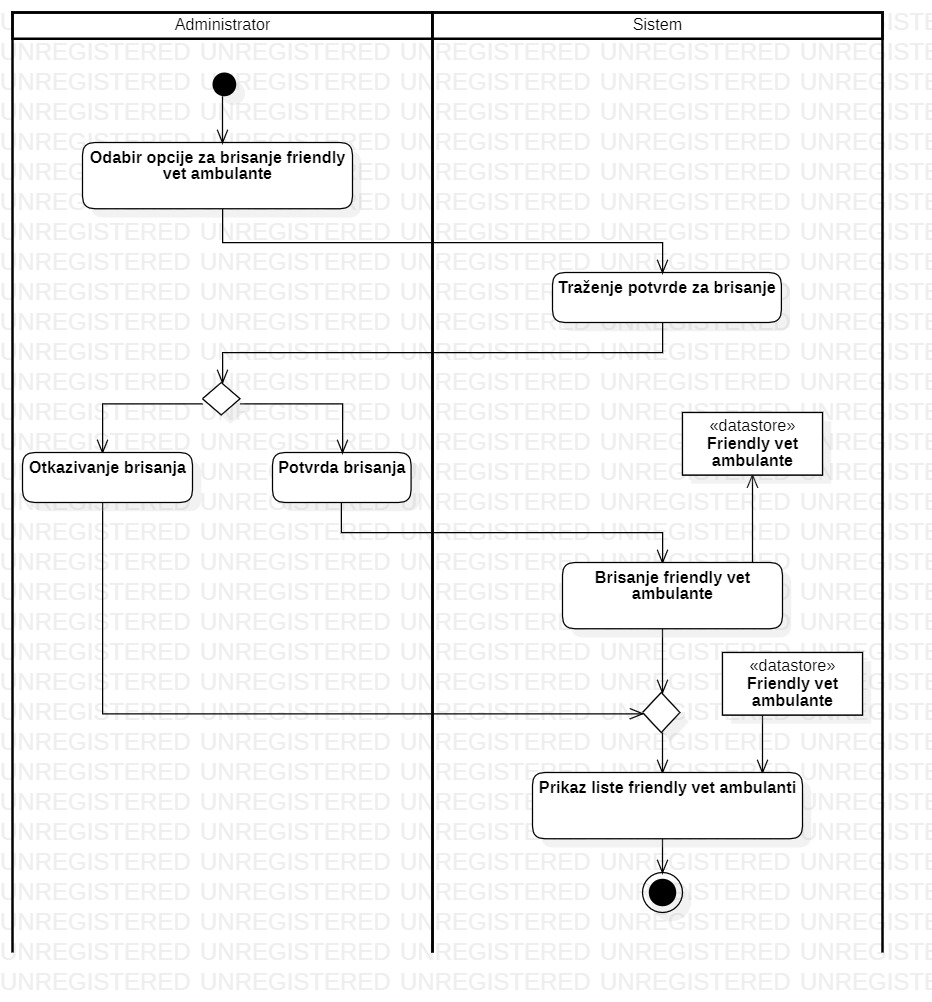 Administrator
Sistem
Odabir opcije za brisanje friendly
vet ambulante
Traženje potvrde za brisanje
«datastore»
Friendly vet
ambulante
Otkazivanje brisanja
Potvrda brisanja
Brisanje friendly vet
ambulante
«datastore»
Friendly vet
ambulante
Prikaz liste friendly vet ambulanti
UNREGISTERED UNREGISTERED UNREGISTERED UNREGISTERED